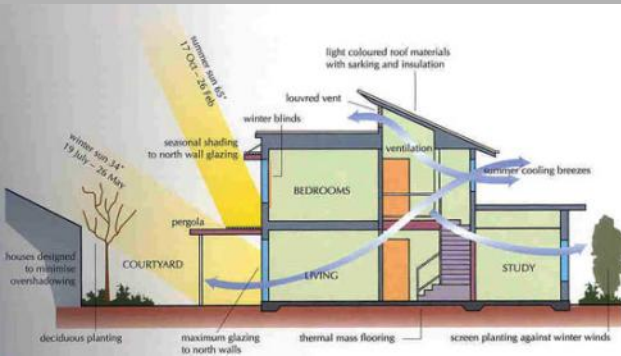 summer sun 65°
17 Oct – 26 Feb
winter sun 34°
19 July – 26 May
light coloured roof materials
with sarking and insulation
louvred vent
winter blinds
seasonal shading
to north wall glazing
ventilation
summer cooling breezes
BEDROOMS
pergola
houses designed
to minimise
overshadowing
COURTYARD
LIVING
STUDY
deciduous planting
maximum glazing
to north walls
thermal mass flooring
screen planting against winter winds